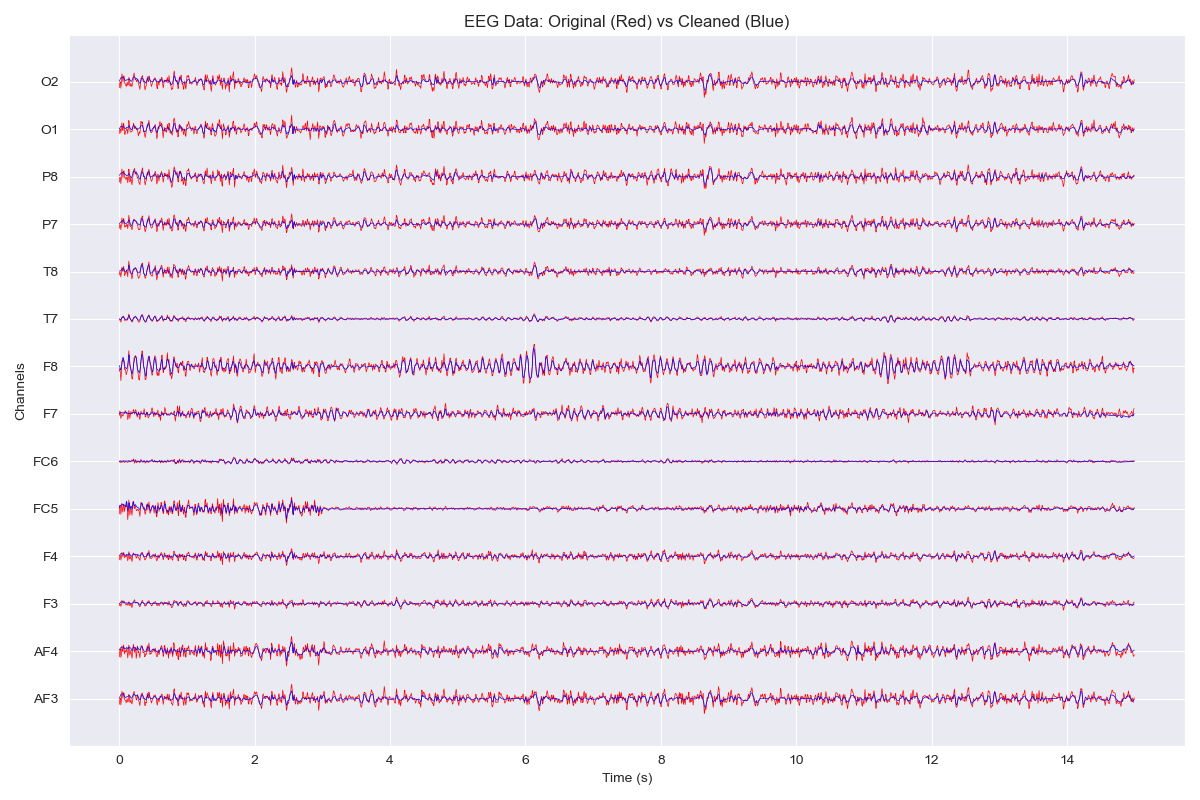 EEG Data: Original (Red) vs Cleaned (Blue)
Channels
O2
O1
P8
P7
T8
T7
F8
F7
FC6
FC5
F4
F3
AF4
AF3
0 2 4 6 8 10 12 14
Time (s)